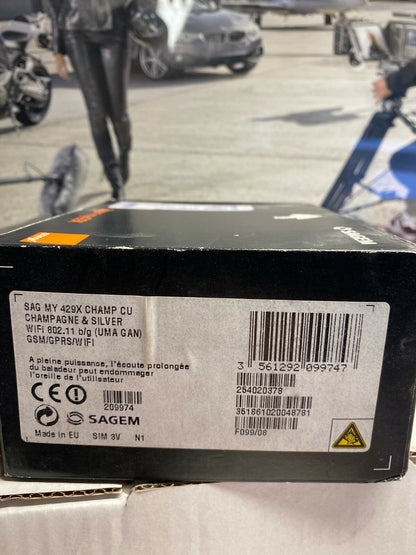 SAGEM
SAG MY 429X CHAMP CU
CHAMPAGNE & SILVER
WiFi 802.11 b/g (UMA GAN)
GSM/GPRS/WIFI
A pleine puissance, l'écoute prolongée
du baladeur peut endommager
l'oreille de l'utilisateur
3 561292 099747
254020378
351861020048781
F099/08
209974
SAGEM
Made in EU SIM 3V N1